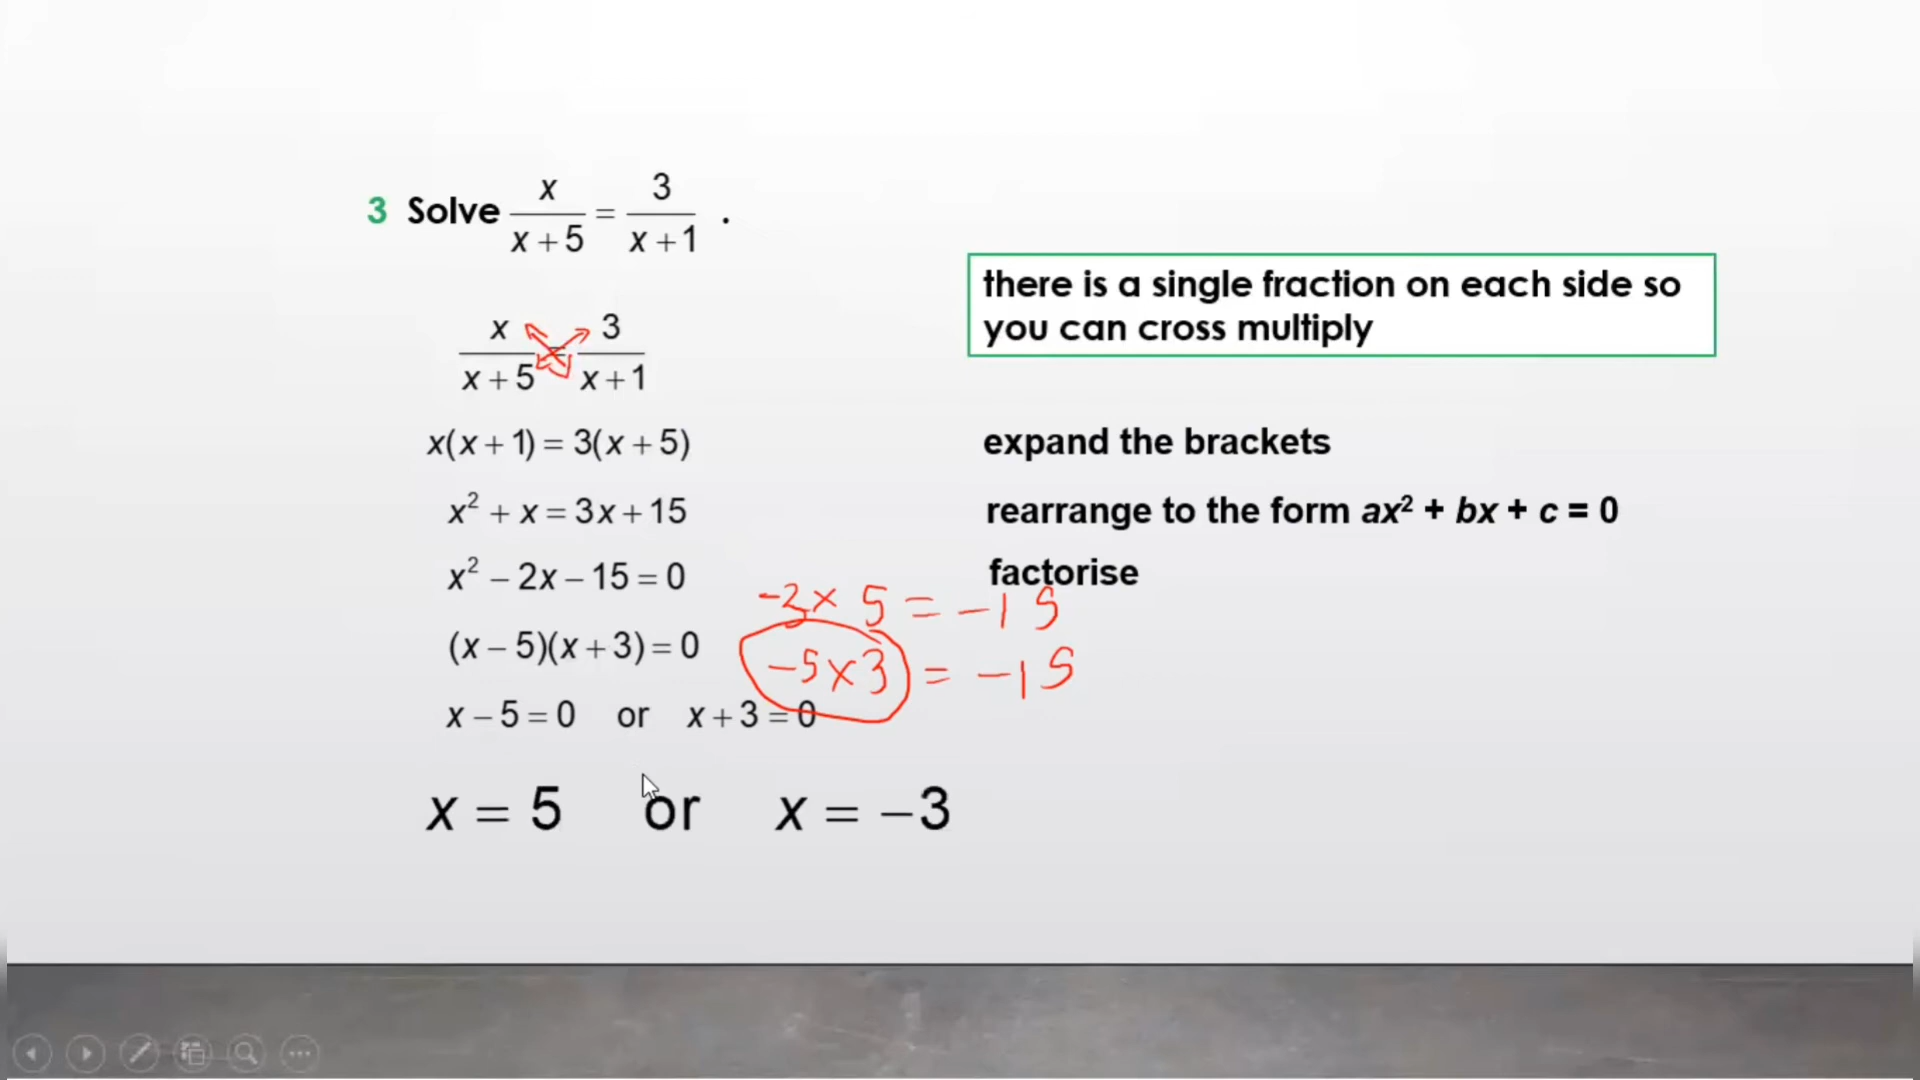 3 Solve x/(x + 5) = 3/(x + 1) .
there is a single fraction on each side so
you can cross multiply
x/(x + 5) = 3/(x + 1)
x(x + 1) = 3(x + 5)
expand the brackets
x² + x = 3x + 15
rearrange to the form ax² + bx + c = 0
x² – 2x – 15 = 0
factorise
-3 × 5 = -15
(x – 5)(x + 3) = 0
-5 × 3 = -15
x – 5 = 0 or x + 3 = 0
x = 5 or x = –3